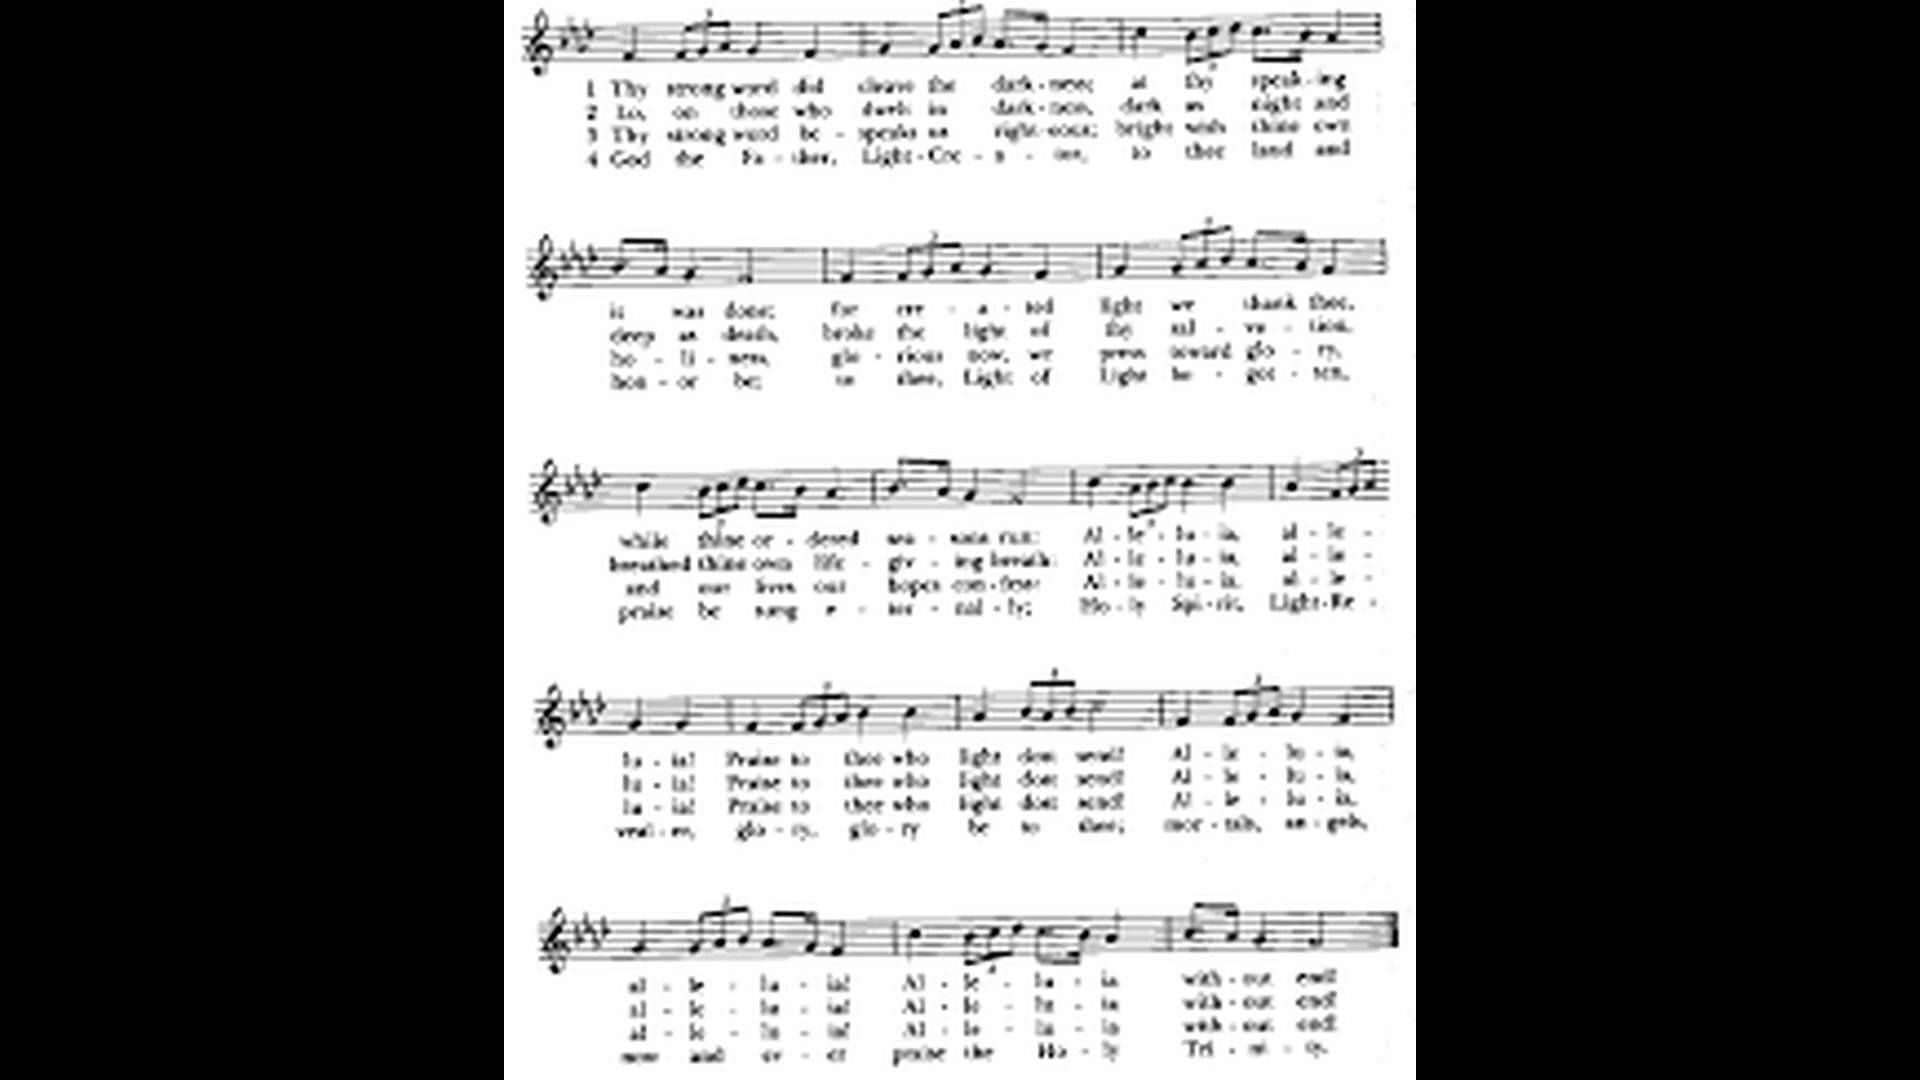 1 Thy strong word did cleave the dark-ness; at thy speak-ing
2 Lo, on those who dwelt in dark-ness, dark as night and
3 Thy strong word be - speaks us right-eous; bright with thine own
4 God the Fa - ther, Light-Cre - a - tor, to thee laud and
it was done; for cre - a - ted light we thank thee,
deep as death, broke the light of thy sal - va - tion,
ho - li - ness, glo - rious now, we press toward glo - ry,
hon - or be; to thee, Light of Light be - got - ten,
while thine or - dered sea - sons run: Al - le - lu - ia, al - le -
breathed thine own life - giv - ing breath: Al - le - lu - ia, al - le -
and our lives our hopes con - fess: Al - le - lu - ia, al - le -
praise be sung e - ter - nal - ly; Ho - ly Spi - rit, Light-Re -
lu - ia! Praise to thee who light dost send! Al - le - lu - ia,
lu - ia! Praise to thee who light dost send! Al - le - lu - ia,
lu - ia! Praise to thee who light dost send! Al - le - lu - ia,
veal - er, glo - ry, glo - ry be to thee; mor - tals, an - gels,
al - le - lu - ia! Al - le - lu - ia with - out end!
al - le - lu - ia! Al - le - lu - ia with - out end!
al - le - lu - ia! Al - le - lu - ia with - out end!
now and ev - er praise the Ho - ly Tri - ni - ty.